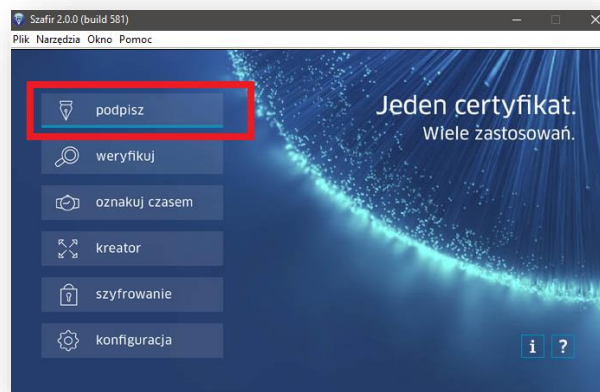 Szafir 2.0.0 (build 581)
Plik Narzędzia Okno Pomoc
podpisz
weryfikuj
oznakuj czasem
kreator
szyfrowanie
konfiguracja
Jeden certyfikat.
Wiele zastosowań.
i ?